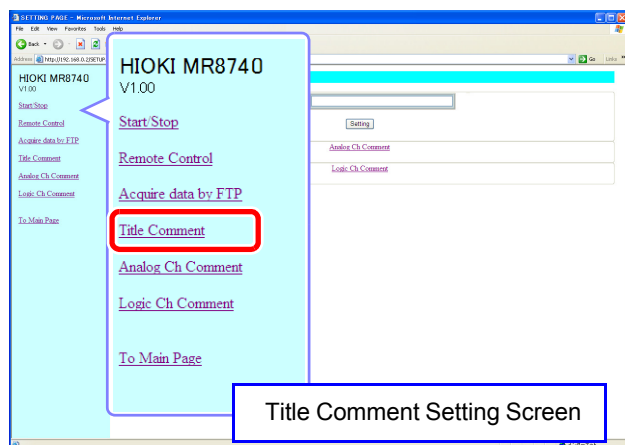 SETTING PAGE - Microsoft Internet Explorer
File Edit View Favorites Tools Help
Back
Address http://192.168.0.2/SETUP
Go Links
HIOKI MR8740
V1.00
Start/Stop
Remote Control
Acquire data by FTP
Title Comment
Analog Ch Comment
Logic Ch Comment
To Main Page
HIOKI MR8740
V1.00
Start/Stop
Remote Control
Acquire data by FTP
Title Comment
Analog Ch Comment
Logic Ch Comment
To Main Page
Setting
Analog Ch Comment
Logic Ch Comment
Title Comment Setting Screen